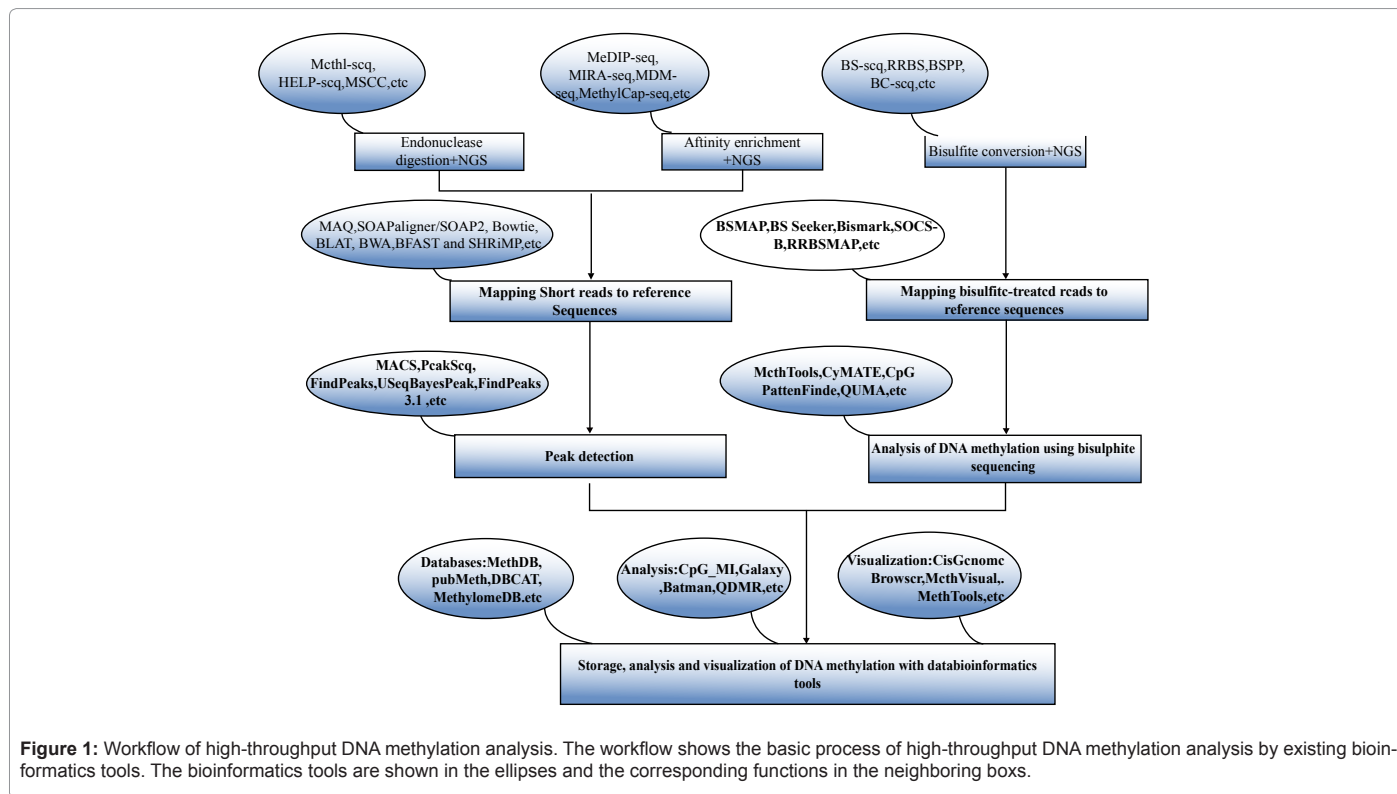 Mcthl-scq,
HELP-scq,MSCC,ctc
MeDIP-seq,
MIRA-seq,MDM-
seq,MethylCap-seq,etc
BS-scq,RRBS,BSPP,
BC-scq,ctc
Endonuclease
digestion+NGS
Aftinity enrichment
+NGS
Bisulfite conversion+NGS
MAQ,SOAPaligner/SOAP2, Bowtie,
BLAT, BWA,BFAST and SHRiMP,etc
BSMAP,BS Seeker,Bismark,SOCS-
B,RRBSMAP,etc
Mapping Short reads to reference
Sequences
Mapping bisulfitc-treatcd rcads to
reference sequences
MACS,PcakScq,
FindPeaks,USeqBayesPeak,FindPeaks
3.1 ,etc
McthTools,CyMATE,CpG
PattenFinde,QUMA,etc
Peak detection
Analysis of DNA methylation using bisulphite
sequencing
Databases:MethDB,
pubMeth,DBCAT,
MethylomeDB.etc
Analysis:CpG_MI,Galaxy
,Batman,QDMR,etc
Visualization:CisGcnomc
Browscr,McthVisual,.
MethTools,etc
Storage, analysis and visualization of DNA methylation with databioinformatics
tools
Figure 1: Workflow of high-throughput DNA methylation analysis. The workflow shows the basic process of high-throughput DNA methylation analysis by existing bioin-
formatics tools. The bioinformatics tools are shown in the ellipses and the corresponding functions in the neighboring boxs.